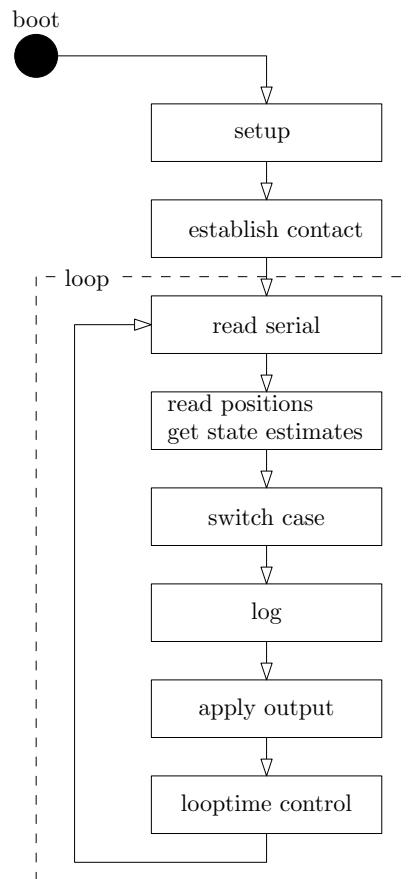 boot
setup
establish contact
loop
read serial
read positions
get state estimates
switch case
log
apply output
looptime control